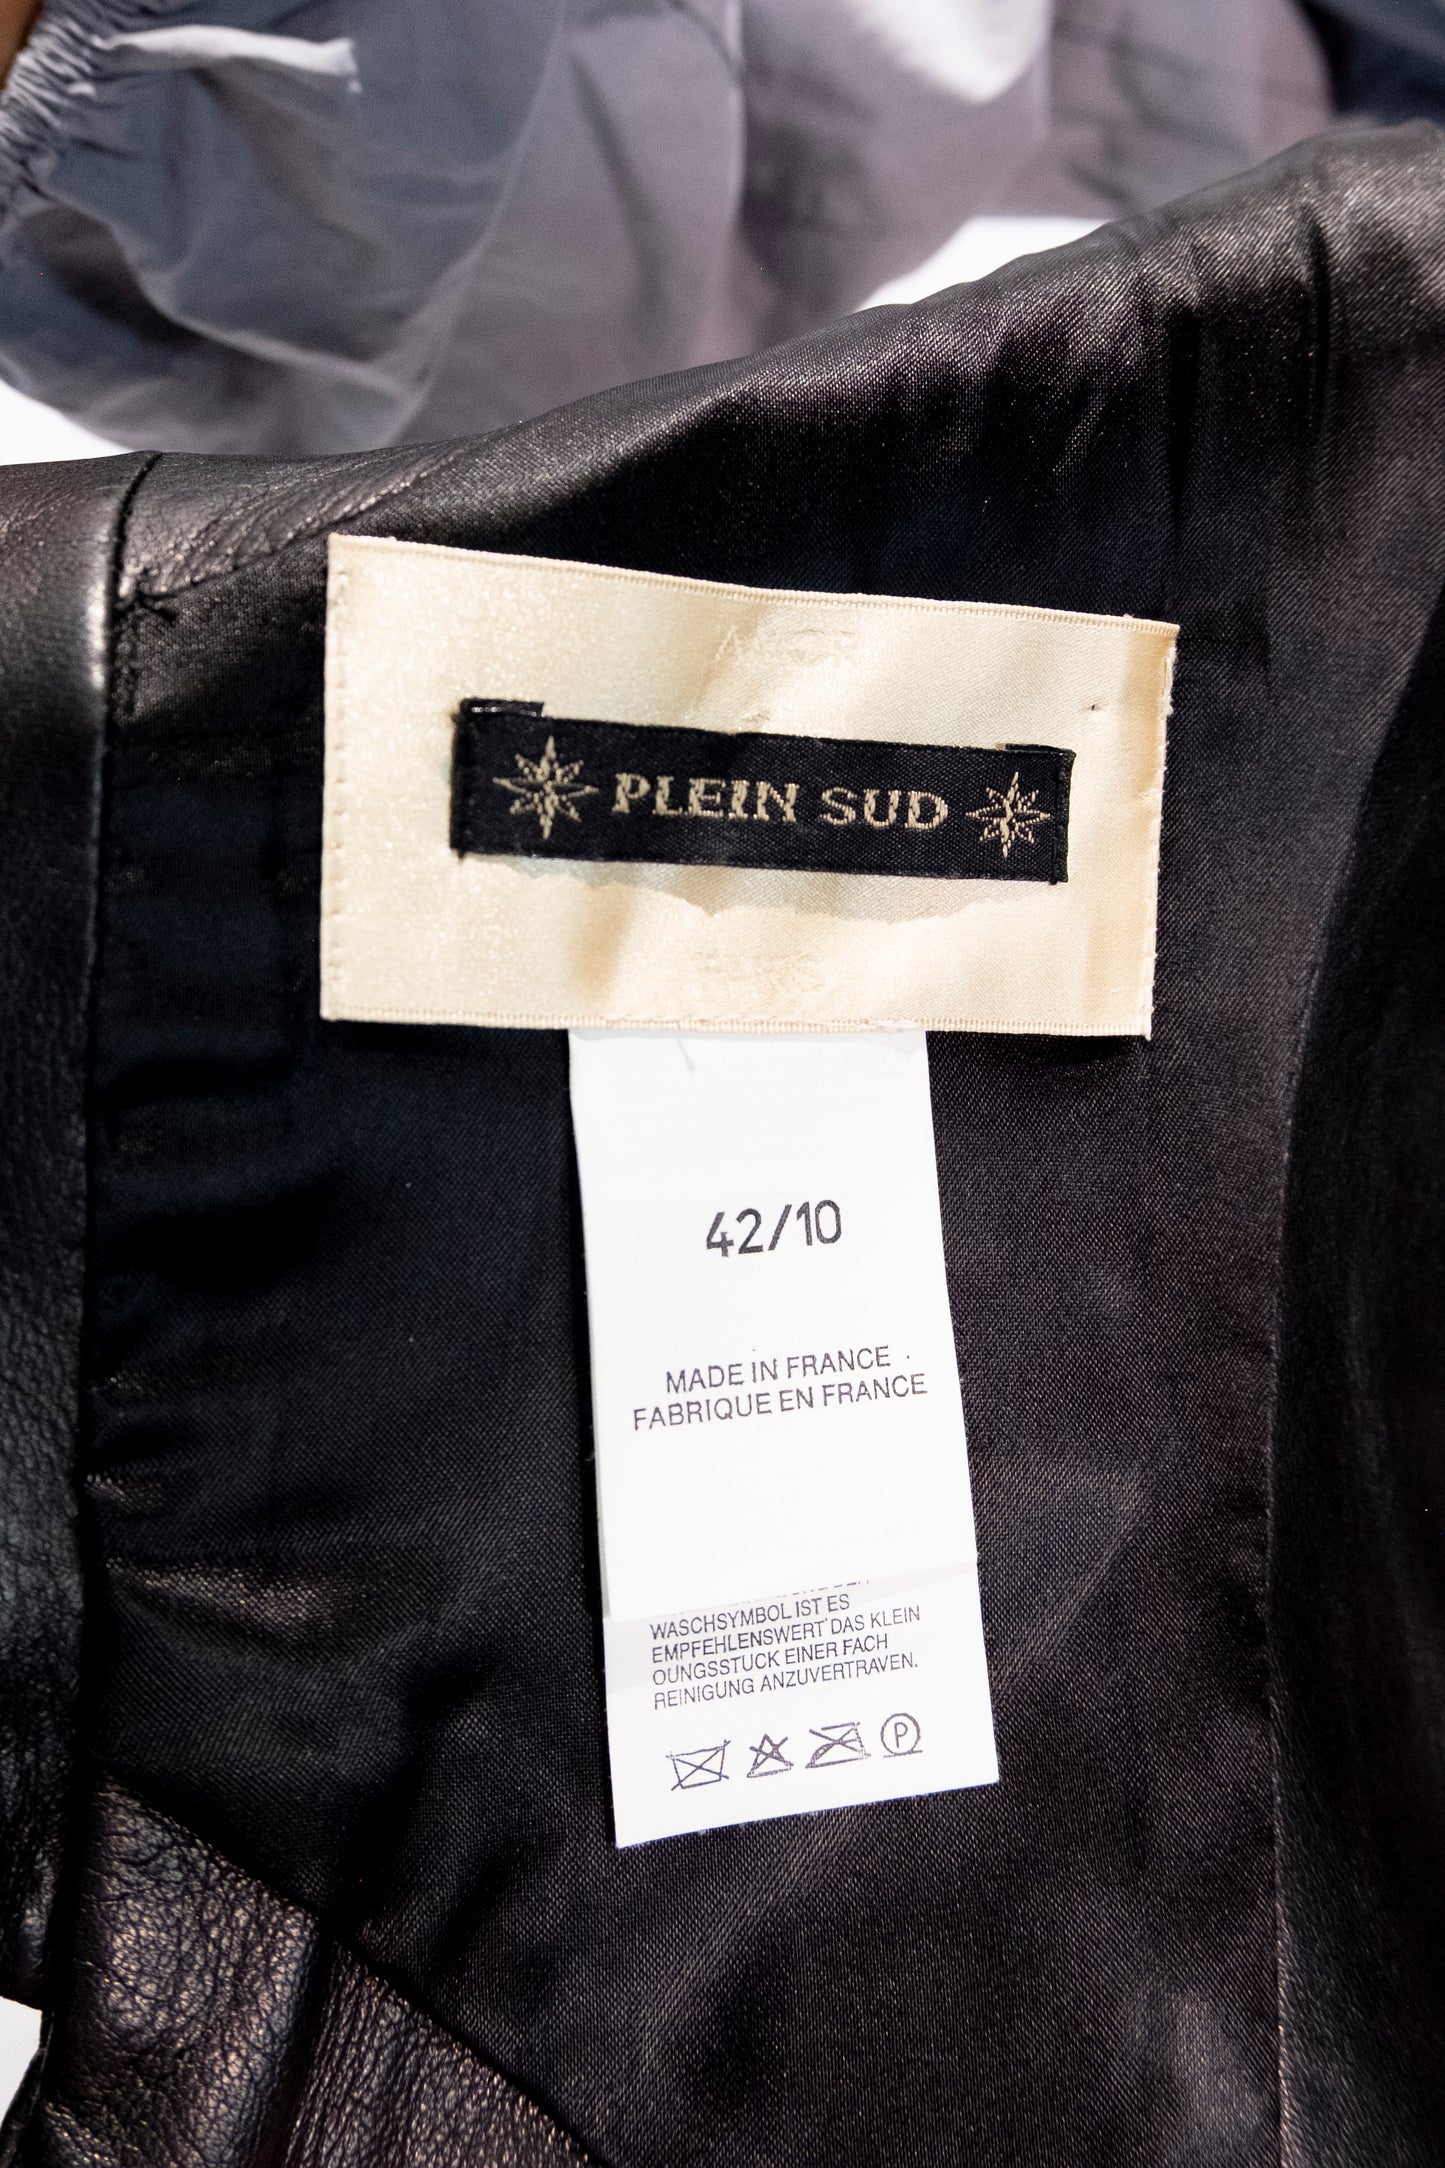 PLEIN SUD
PARIS
42/10
MADE IN FRANCE
FABRIQUE EN FRANCE
WASCHSYMBOL IST ES
EMPFEHLENSWERT DAS KLEIN
OUNGSSTUCK EINER FACH
REINIGUNG ANZUVERTRAVEN.
P